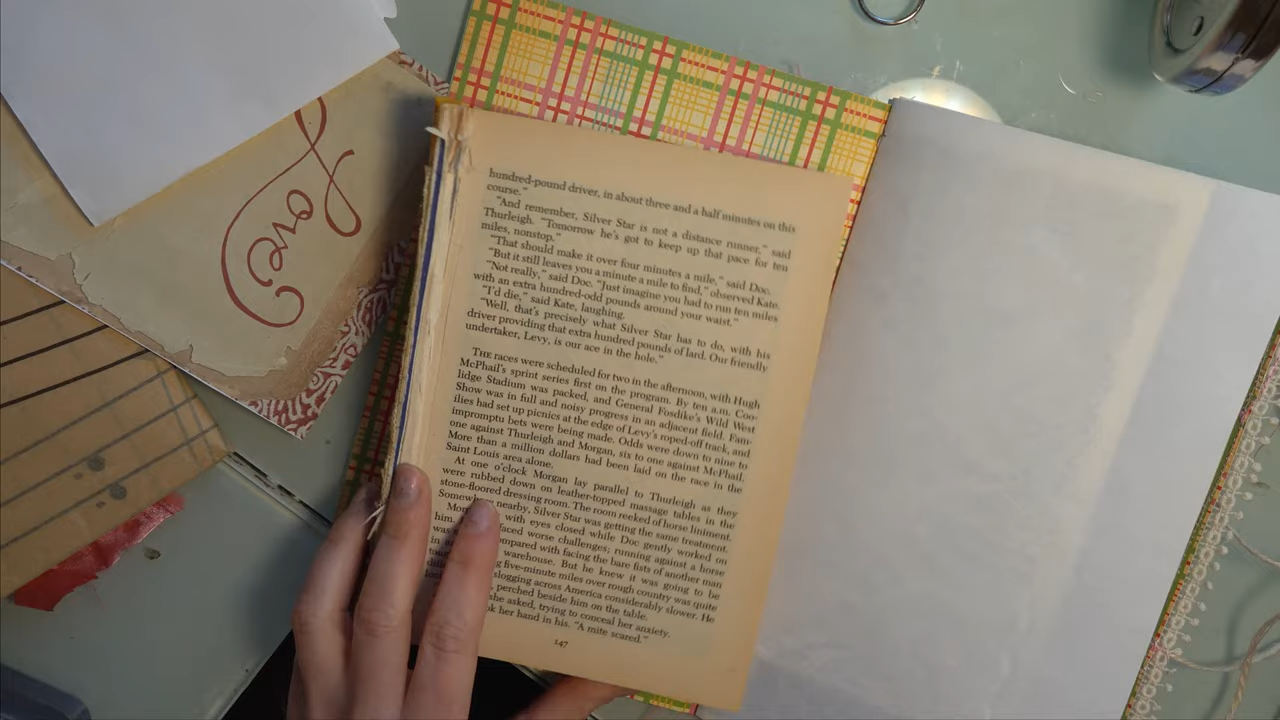 Love
hundred-pound driver, in about three and a half minutes on this
course."
"And remember, Silver Star is not a distance runner," said
Thurleigh. "Tomorrow he's got to keep up that pace for ten
miles, nonstop."
"That should make it over four minutes a mile," said Doc.
"But it still leaves you a minute a mile to find," observed Kate.
"Not really," said Doc. "Just imagine you had to run ten miles
with an extra hundred-odd pounds around your waist."
"I'd die," said Kate, laughing.
"Well, that's precisely what Silver Star has to do, with his
driver providing that extra hundred pounds of lard. Our friendly
undertaker, Levy, is our ace in the hole."
THE races were scheduled for two in the afternoon, with Hugh
McPhail's sprint series first on the program. By ten a.m. Coo-
lidge Stadium was packed, and General Fosdike's Wild West
Show was in full and noisy progress in an adjacent field. Fam-
ilies had set up picnics at the edge of Levy's roped-off track, and
impromptu bets were being made. Odds were down to nine to
one against Thurleigh and Morgan, six to one against McPhail.
More than a million dollars had been laid on the race in the
Saint Louis area alone.
At one o'clock Morgan lay parallel to Thurleigh as they
were rubbed down on leather-topped massage tables in the
stone-floored dressing room. The room reeked of horse liniment.
nearby, Silver Star was getting the same treatment.
with eyes closed while Doc gently worked on
him. faced worse challenges; running against a horse
was compared with facing the bare fists of another man
in warehouse. But he knew it was going to be
five-minute miles over rough country was quite
slogging across America considerably slower. He
perched beside him on the table.
she asked, trying to conceal her anxiety.
her hand in his. "A mite scared."
147